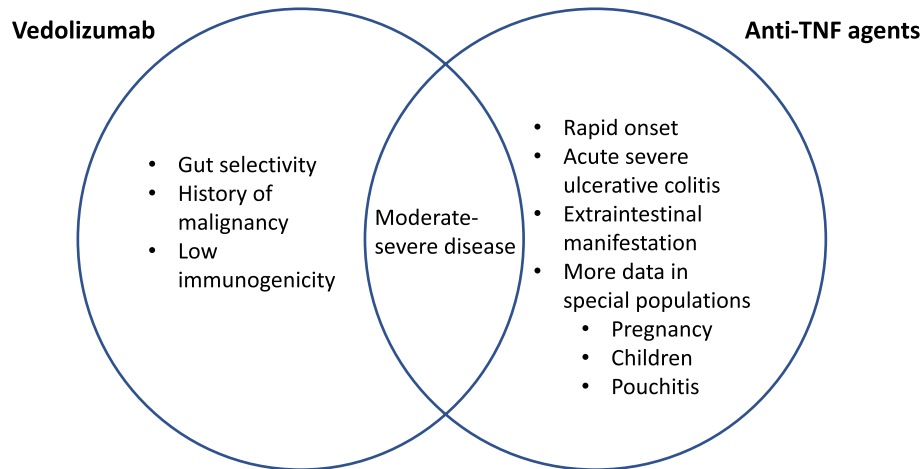 Vedolizumab
Anti-TNF agents
• Gut selectivity
• History of
malignancy
• Low
immunogenicity
Moderate-
severe disease
• Rapid onset
• Acute severe
ulcerative colitis
• Extraintestinal
manifestation
• More data in
special populations
• Pregnancy
• Children
• Pouchitis